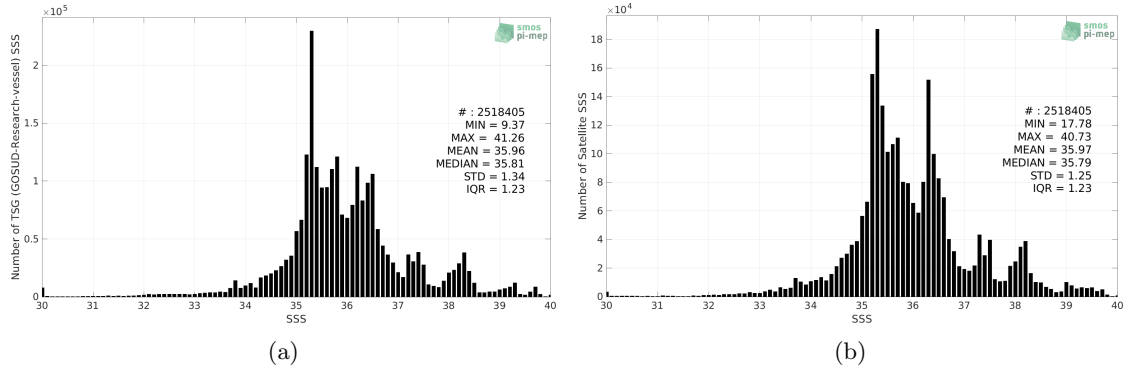 ×10⁵
Number of TSG (GOSUD-Research-vessel) SSS
2
1.5
1
0.5
0
smos
pi-mep
# : 2518405
MIN = 9.37
MAX = 41.26
MEAN = 35.96
MEDIAN = 35.81
STD = 1.34
IQR = 1.23
30 31 32 33 34 35 36 37 38 39 40
SSS
(a)
×10⁴
Number of Satellite SSS
18
16
14
12
10
8
6
4
2
0
smos
pi-mep
# : 2518405
MIN = 17.78
MAX = 40.73
MEAN = 35.97
MEDIAN = 35.79
STD = 1.25
IQR = 1.23
30 31 32 33 34 35 36 37 38 39 40
SSS
(b)